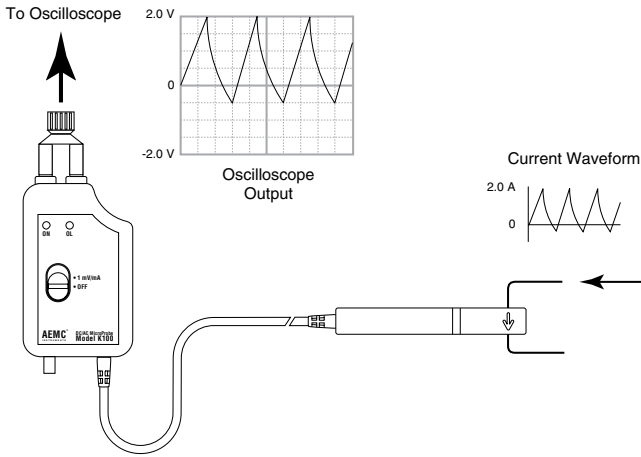 To Oscilloscope
2.0 V
0
-2.0 V
Oscilloscope
Output
Current Waveform
2.0 A
0
ON OL
• 1 mV/mA
• OFF
AEMC®
INSTRUMENTS
DC/AC MicroProbe
Model K100